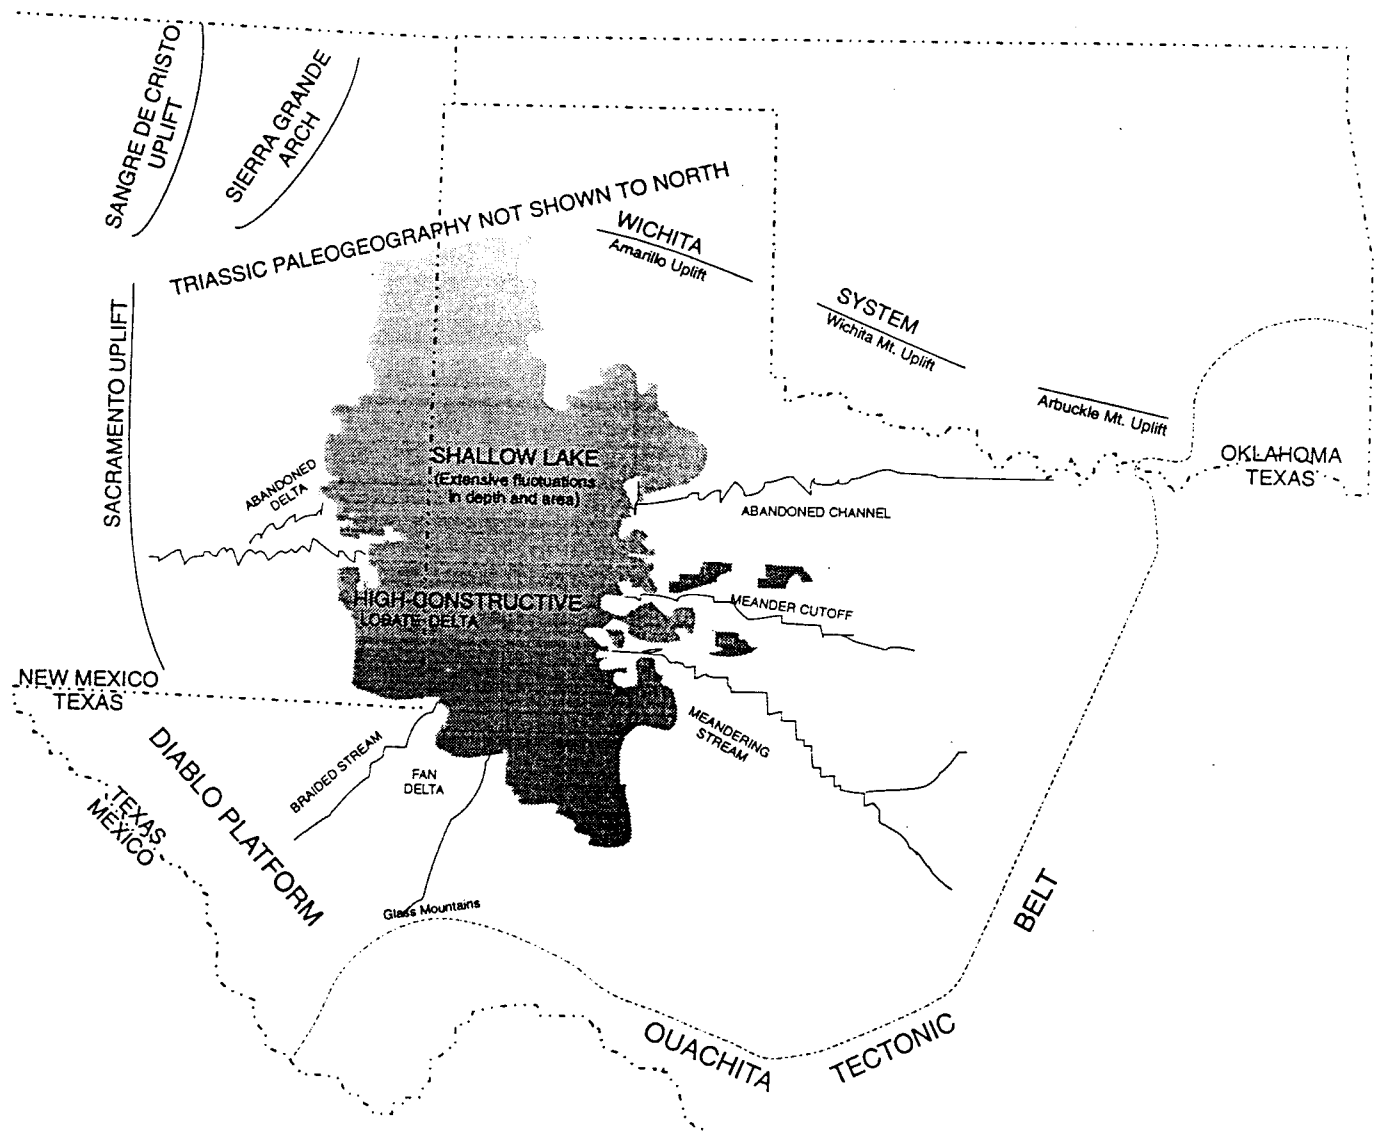 SANGRE DE CRISTO
UPLIFT
SIERRA GRANDE
ARCH
TRIASSIC PALEOGEOGRAPHY NOT SHOWN TO NORTH
WICHITA
Amarillo Uplift
SYSTEM
Wichita Mt. Uplift
Arbuckle Mt. Uplift
OKLAHOMA
TEXAS
SACRAMENTO UPLIFT
SHALLOW LAKE
(Extensive fluctuations
in depth and area)
ABANDONED
DELTA
ABANDONED CHANNEL
HIGH-CONSTRUCTIVE
LOBATE DELTA
MEANDER CUTOFF
NEW MEXICO
TEXAS
MEANDERING
STREAM
DIABLO PLATFORM
BRAIDED STREAM
FAN
DELTA
TEXAS
MEXICO
Glass Mountains
BELT
OUACHITA
TECTONIC